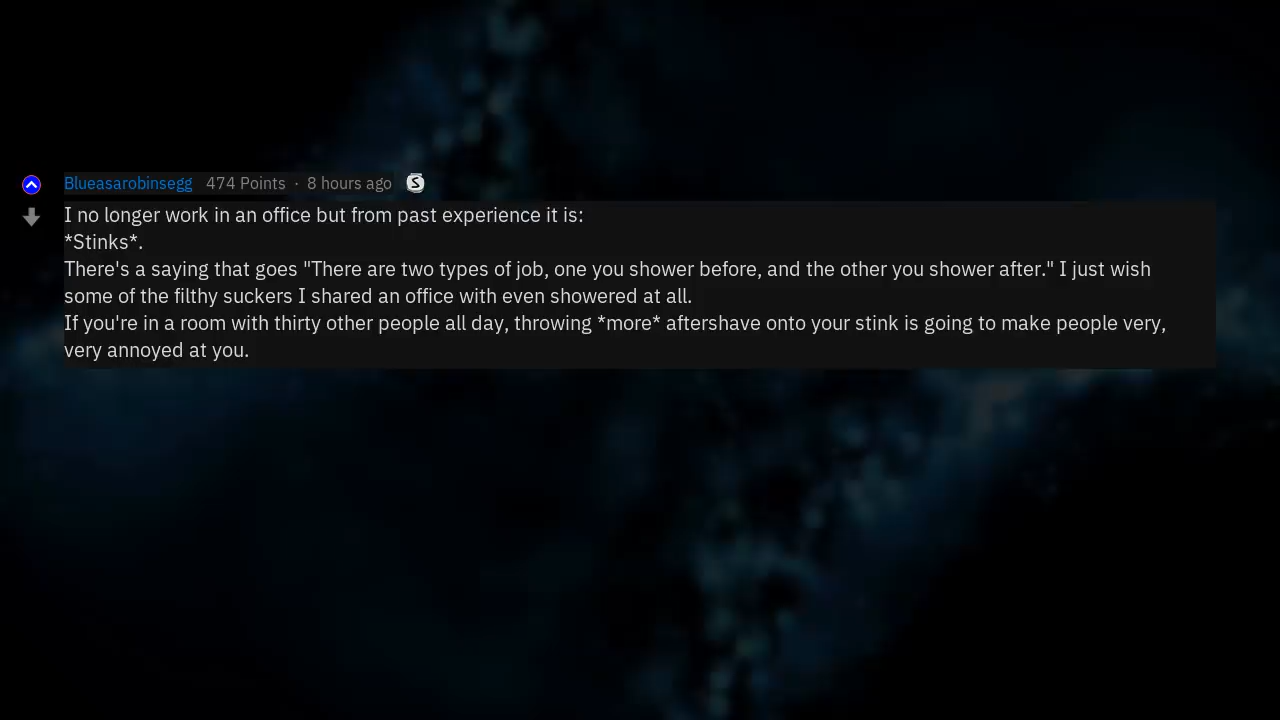 Blueasarobinsegg 474 Points · 8 hours ago S
I no longer work in an office but from past experience it is:
*Stinks*.
There's a saying that goes "There are two types of job, one you shower before, and the other you shower after." I just wish
some of the filthy suckers I shared an office with even showered at all.
If you're in a room with thirty other people all day, throwing *more* aftershave onto your stink is going to make people very,
very annoyed at you.